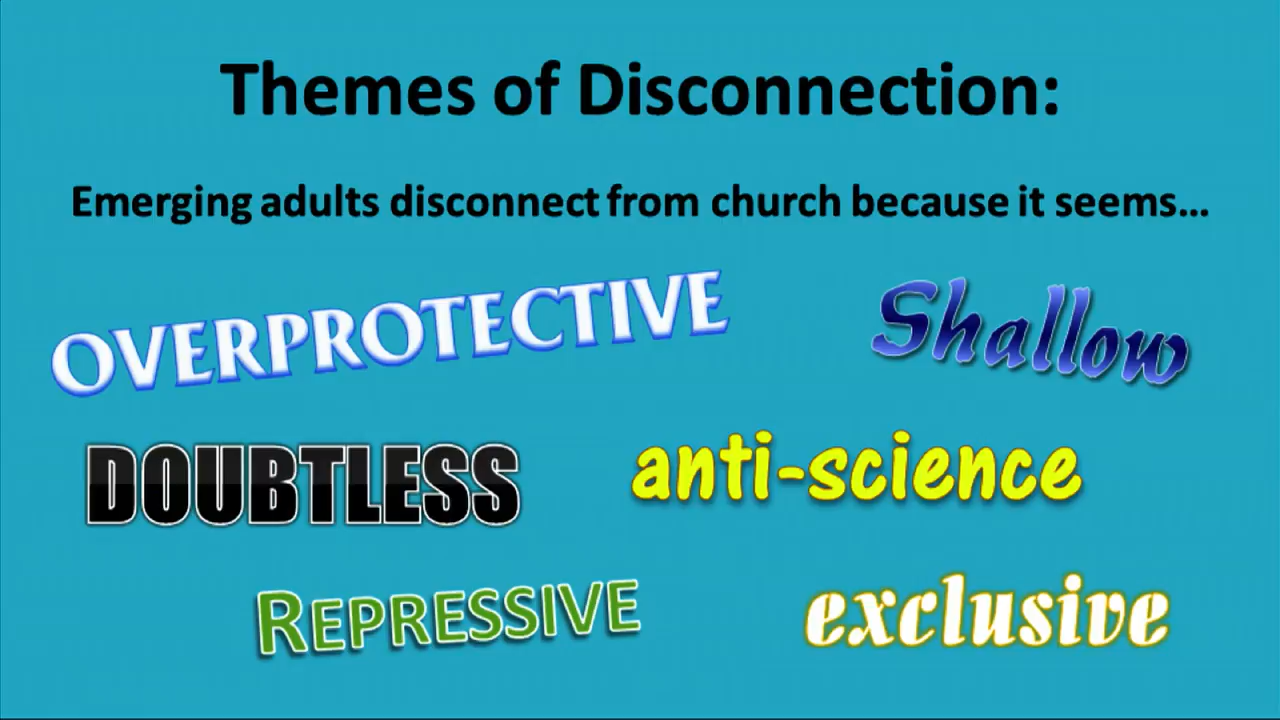 Themes of Disconnection:
Emerging adults disconnect from church because it seems...
OVERPROTECTIVE
Shallow
DOUBTLESS
anti-science
REPRESSIVE
exclusive